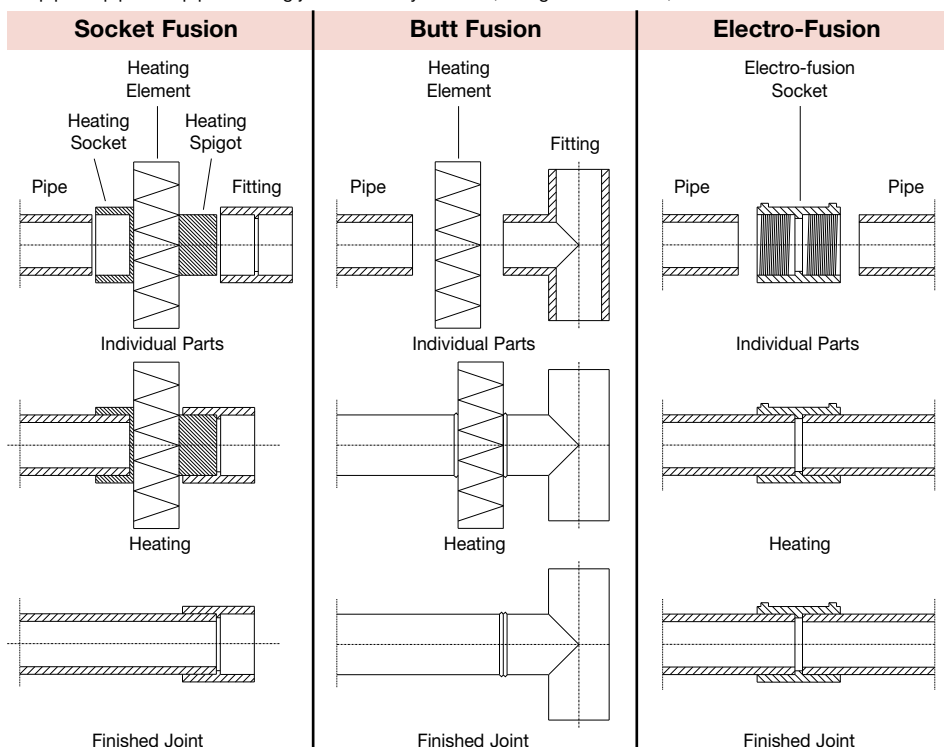 Socket Fusion
Heating
Element
Heating
Socket
Heating
Spigot
Pipe
Fitting
Individual Parts
Heating
Finished Joint
Butt Fusion
Heating
Element
Fitting
Pipe
Individual Parts
Heating
Finished Joint
Electro-Fusion
Electro-fusion
Socket
Pipe
Pipe
Individual Parts
Heating
Finished Joint